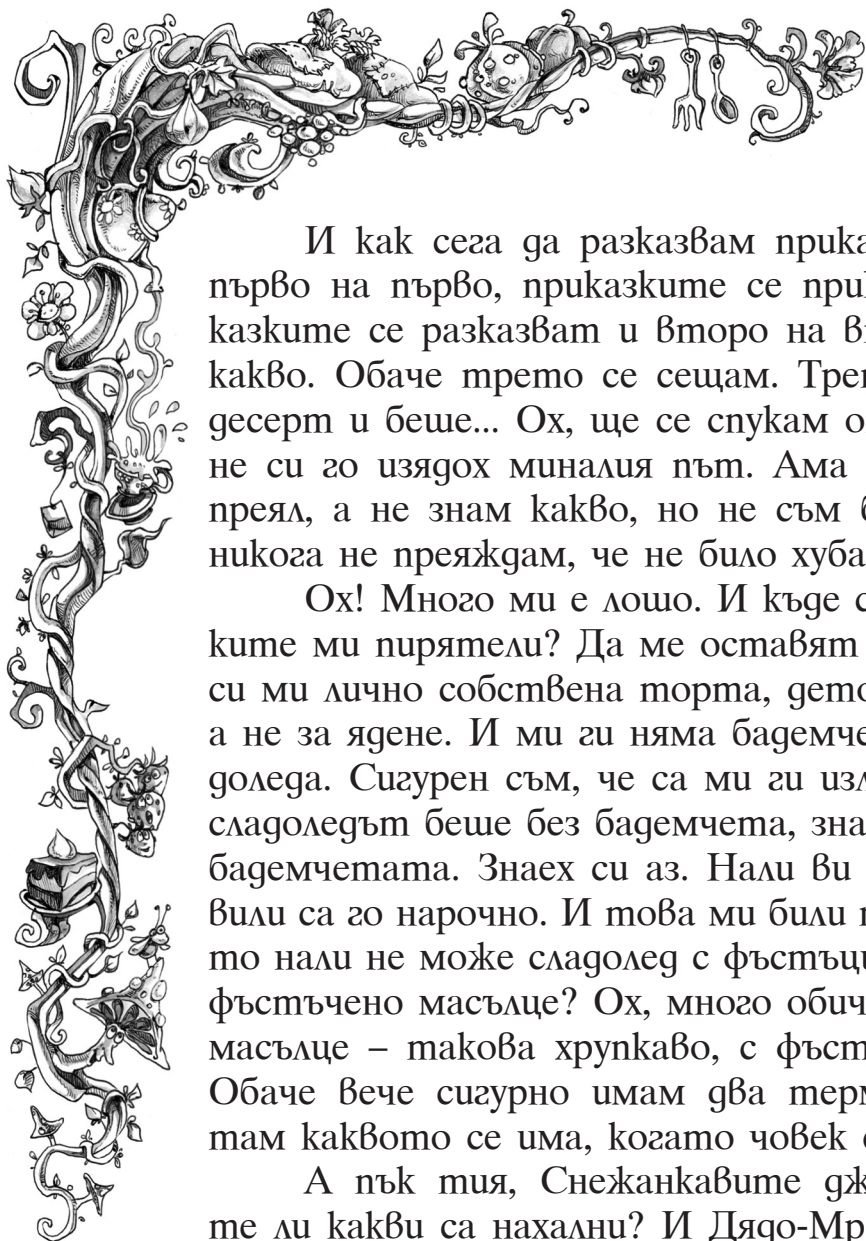 И как сега да разказвам прика
първо на първо, приказките се при
казките се разказват и второ на в
какво. Обаче трето се сещам. Тре
десерт и беше... Ох, ще се спукам о
не си го изядох миналия път. Ама
преял, а не знам какво, но не съм
никога не преяждам, че не било хуба
Ох! Много ми е лошо. И къде с
ките ми пирятели? Да ме оставят
си ми лично собствена торта, дето
а не за ядене. И ми ги няма бадемче
доледа. Сигурен съм, че са ми ги изл
сладоледът беше без бадемчета, зна
бадемчетата. Знаех си аз. Нали ви
вили са го нарочно. И това ми били
то нали не може сладолед с фъстъци
фъстъчено масълце? Ох, много обич
масълце – такова хрупкаво, с фъст
Обаче вече сигурно имам два терм
там каквото се има, когато човек
А пък тия, Снежанкавите дж
те ли какви са нахални? И Дядо-Мр